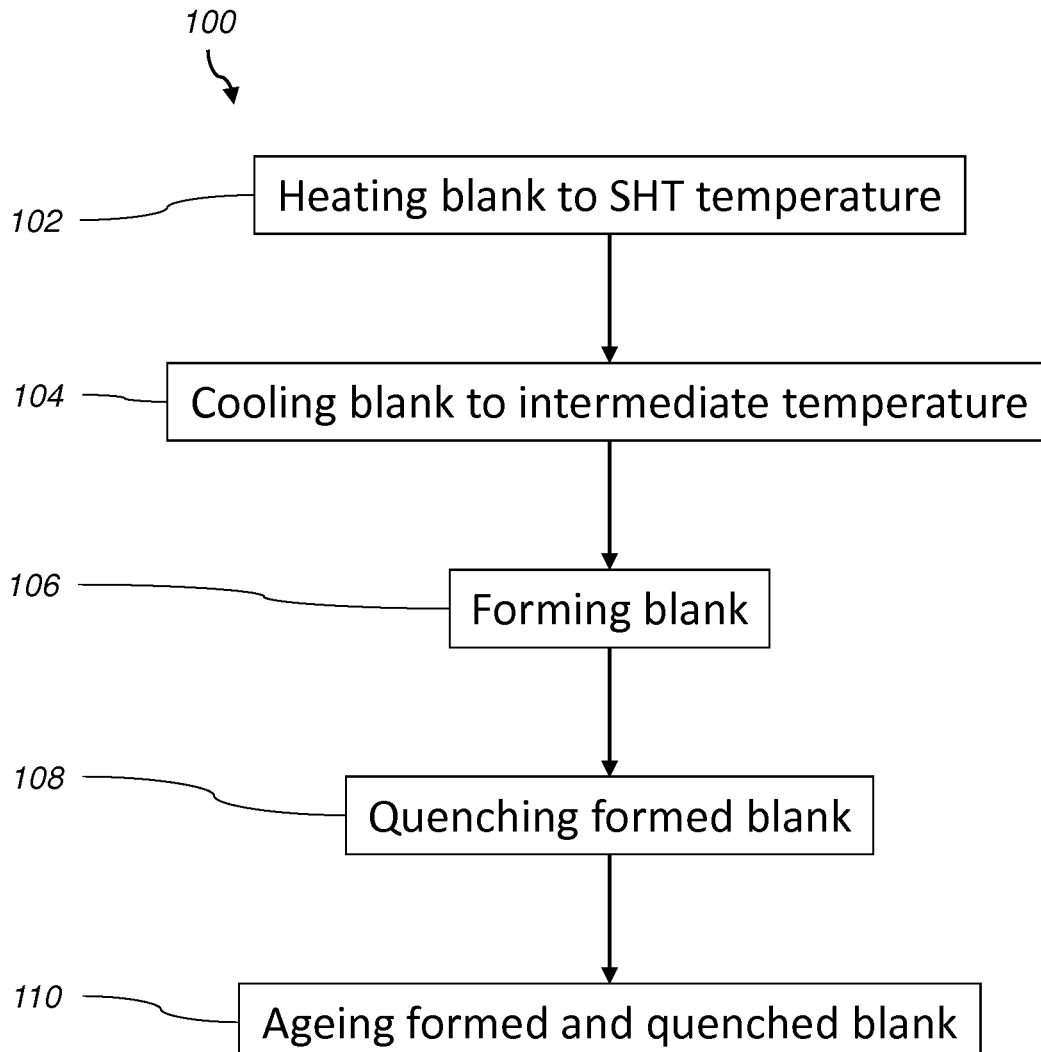 100
Heating blank to SHT temperature
102
Cooling blank to intermediate temperature
104
Forming blank
106
Quenching formed blank
108
Ageing formed and quenched blank
110